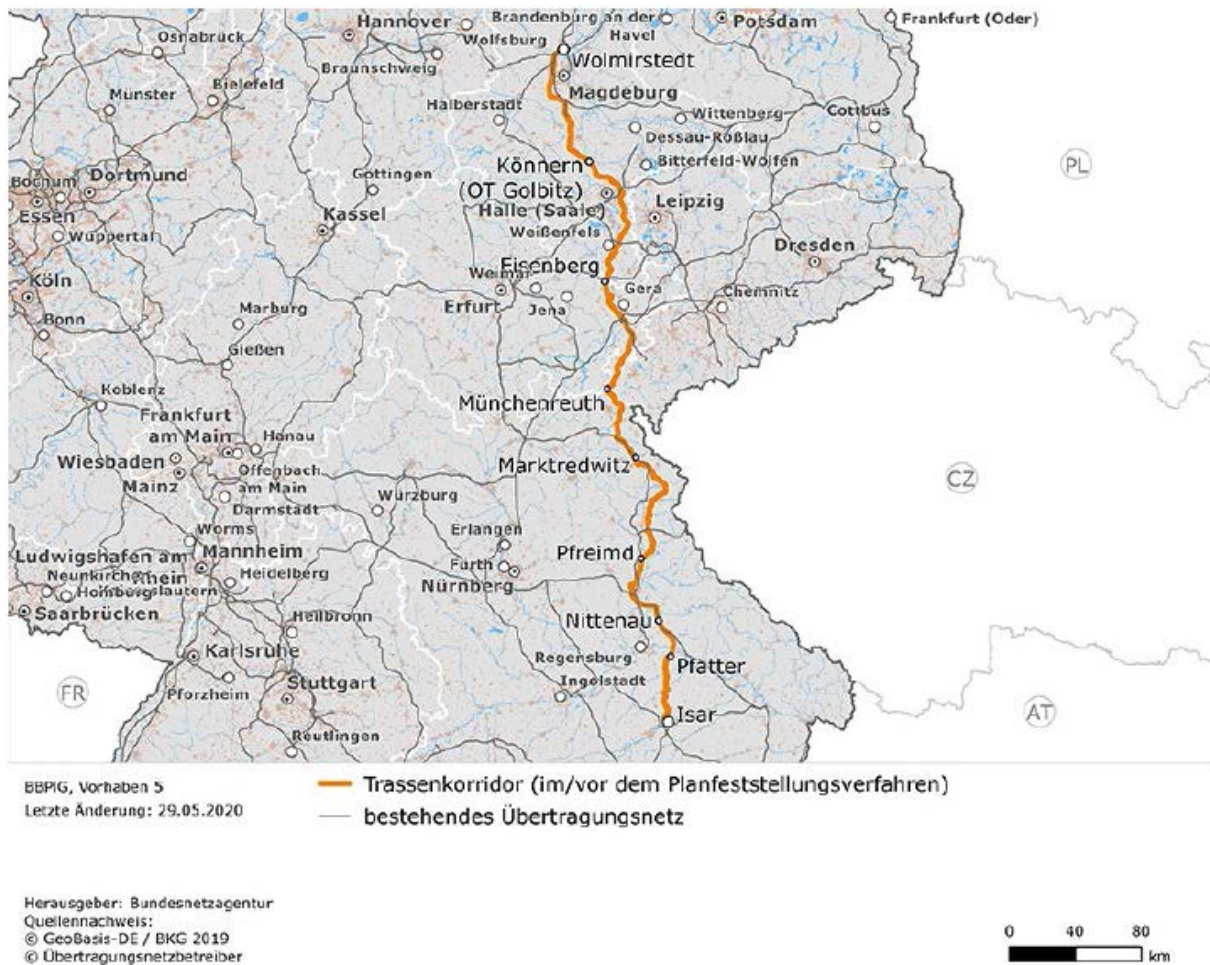 Hannover
Brandenburg an der
Havel
Potsdam
Frankfurt (Oder)
Osnabrück
Wolfsburg
Braunschweig
Wolmirstedt
Magdeburg
Bielefeld
Munster
Halberstadt
Wittenberg
Cottbus
Dessau-Roßlau
Bitterfeld-Wolfen
Könnern
(OT Golbitz)
PL
Bochum
Dortmund
Göttingen
Essen
Kassel
Halle (Saale)
Leipzig
Wuppertal
Weißenfels
Dresden
Eisenberg
Köln
Weimar
Erfurt
Jena
Gera
Chemnitz
Bonn
Marburg
Gießen
Koblenz
Münchenreuth
Frankfurt
am Main
Hanau
Wiesbaden
Offenbach
am Main
Mainz
Marktredwitz
CZ
Darmstadt
Würzburg
Worms
Erlangen
Ludwigshafen am
Rhein
Mannheim
Furth
Pfreimd
Neunkirchen
Heidelberg
Nürnberg
Homburg
Saarbrücken
Heilbronn
Nittenau
Karlsruhe
Regensburg
Pfatter
FR
Pforzheim
Stuttgart
Ingolstadt
Isar
AT
Reutlingen
BBPlG, Vorhaben 5
Letzte Änderung: 29.05.2020
Trassenkorridor (im/vor dem Planfeststellungsverfahren)
bestehendes Übertragungsnetz
Herausgeber: Bundesnetzagentur
Quellennachweis:
© GeoBasis-DE / BKG 2019
© Übertragungsnetzbetreiber
0 40 80
km